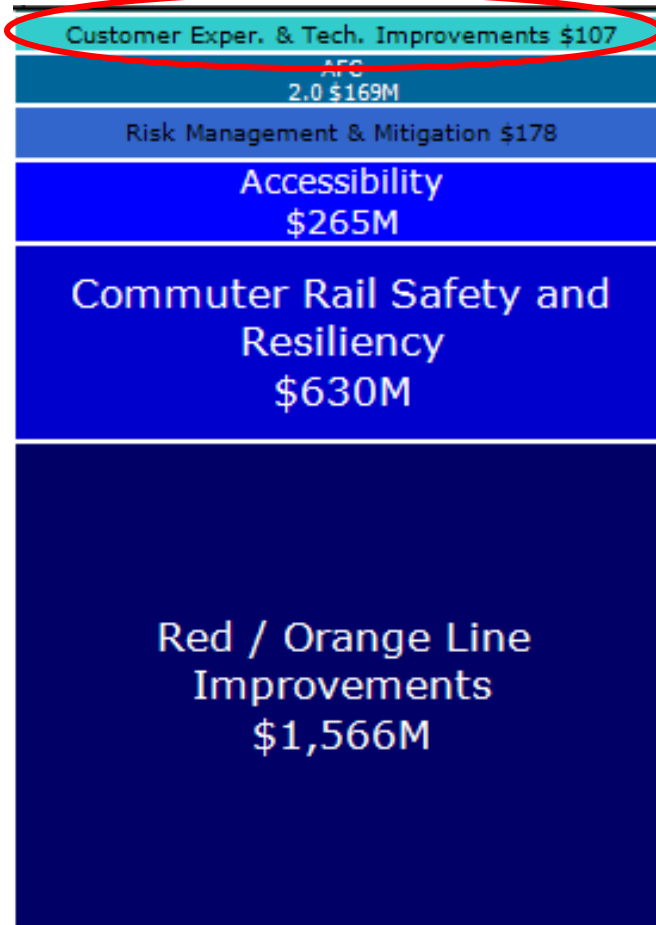 Customer Exper. & Tech. Improvements $107
AFC
2.0 $169M
Risk Management & Mitigation $178
Accessibility
$265M
Commuter Rail Safety and
Resiliency
$630M
Red / Orange Line
Improvements
$1,566M